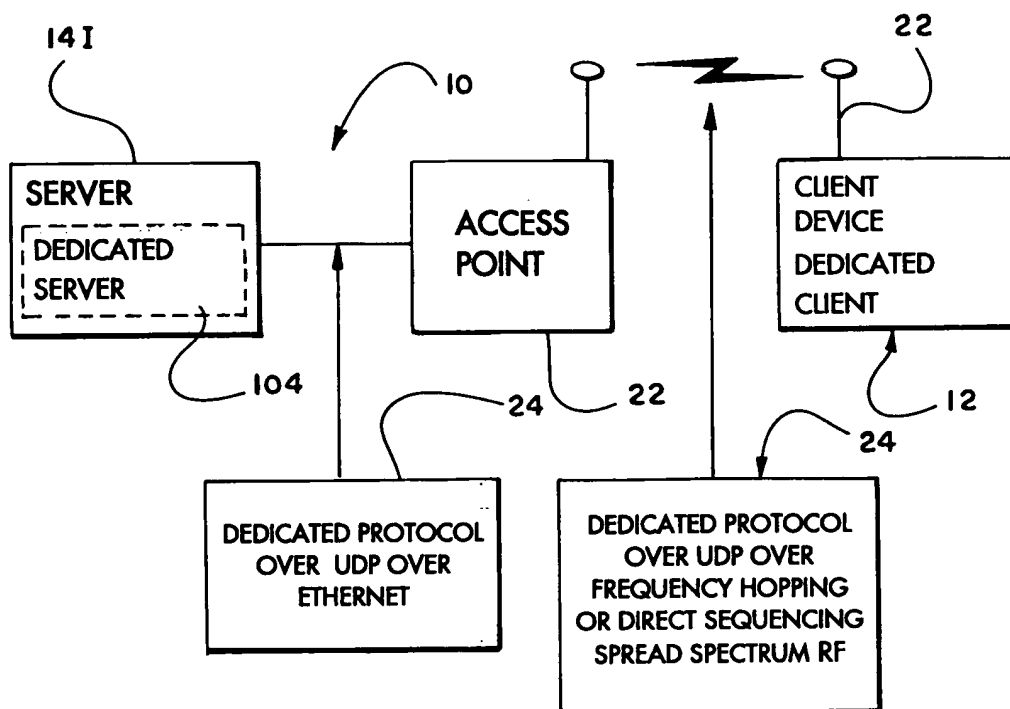 14I
10
22
SERVER
DEDICATED
SERVER
ACCESS
POINT
CLIENT
DEVICE
DEDICATED
CLIENT
104
24
22
24
12
DEDICATED PROTOCOL
OVER UDP OVER
ETHERNET
DEDICATED PROTOCOL
OVER UDP OVER
FREQUENCY HOPPING
OR DIRECT SEQUENCING
SPREAD SPECTRUM RF